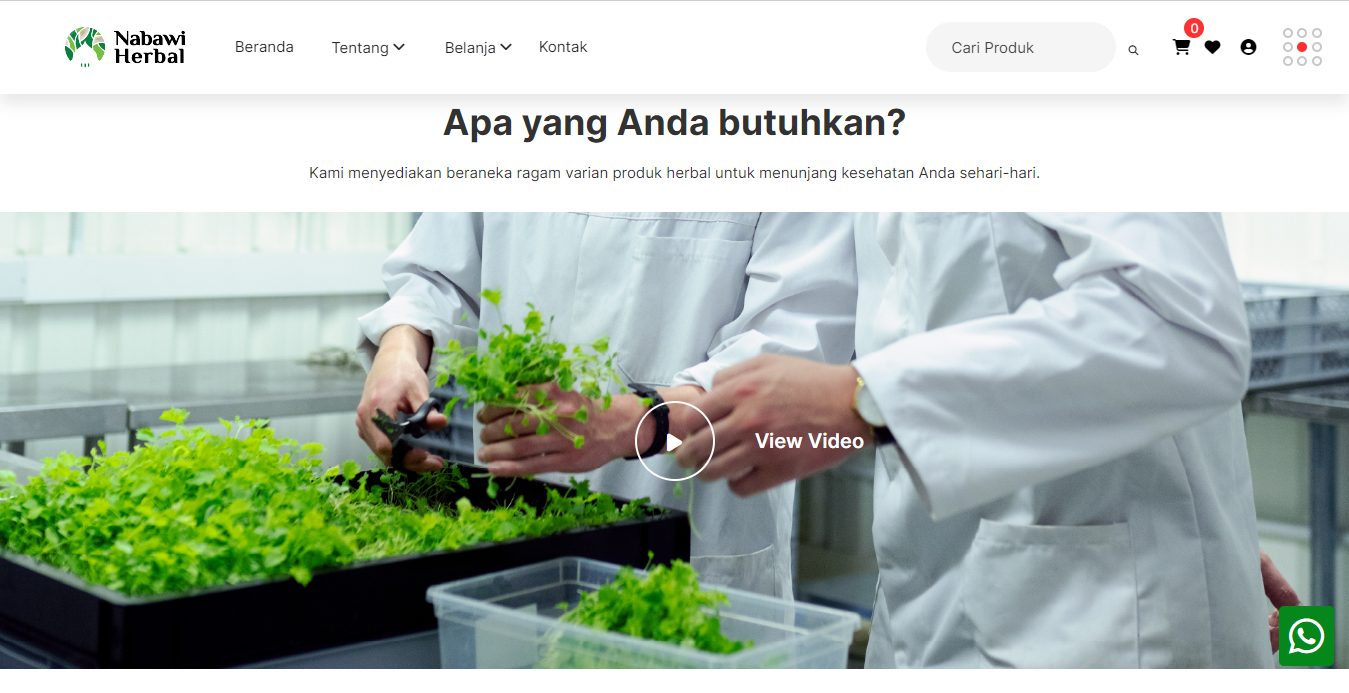 Nabawi
Herbal
Beranda
Tentang
Belanja
Kontak
Cari Produk
0
Apa yang Anda butuhkan?
Kami menyediakan beraneka ragam varian produk herbal untuk menunjang kesehatan Anda sehari-hari.
View Video